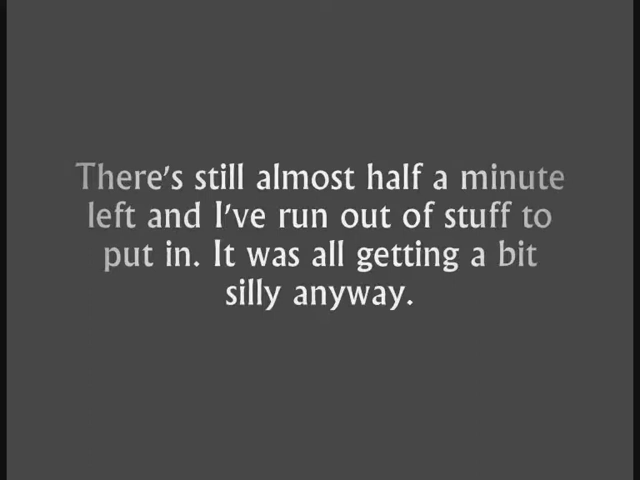 There's still almost half a minute
left and I've run out of stuff to
put in. It was all getting a bit
silly anyway.